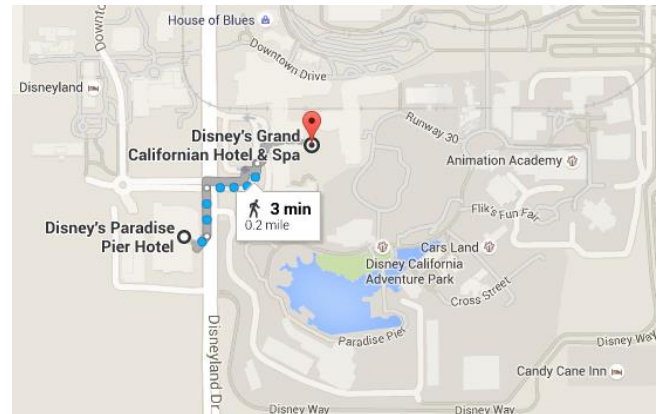 House of Blues
Downtown
Downtown Drive
Disneyland
Disney's Grand
Californian Hotel & Spa
Runway 30
Animation Academy
3 min
0.2 mile
Disney's Paradise
Pier Hotel
Flik's Fun Fair
Cars Land
Disney California
Adventure Park
Cross Street
Disneyland Dr
Paradise Pier
Disney Way
Candy Cane Inn
Disney Way
Disney Way